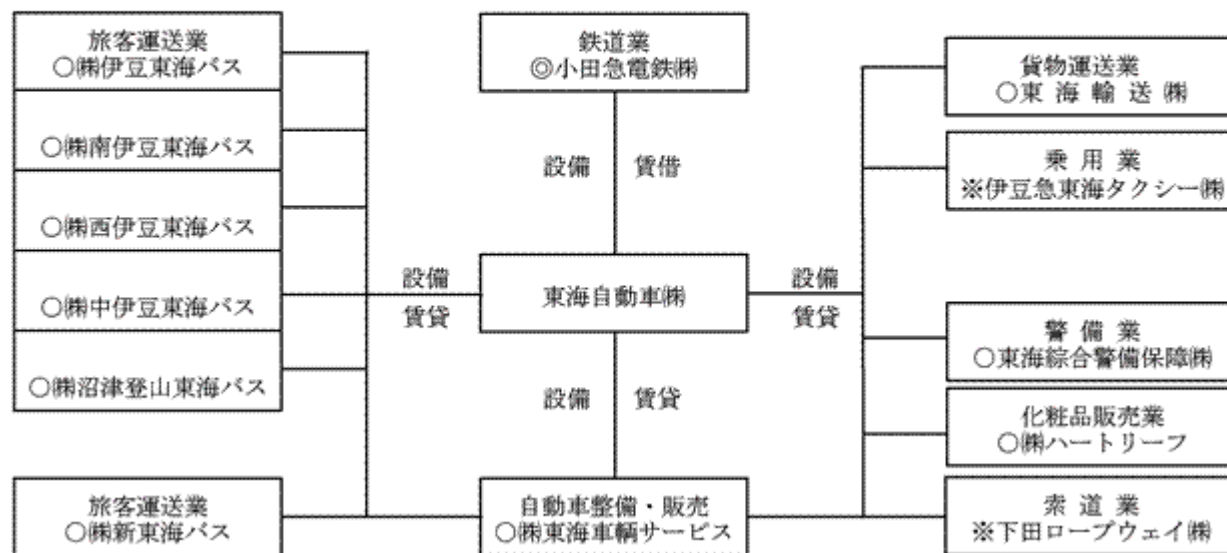 旅客運送業
○㈱伊豆東海バス
○㈱南伊豆東海バス
○㈱西伊豆東海バス
○㈱中伊豆東海バス
○㈱沼津登山東海バス
旅客運送業
○㈱新東海バス
設備
賃貸
鉄道業
◎小田急電鉄㈱
設備 賃借
東海自動車㈱
設備 賃貸
自動車整備・販売
○㈱東海車輌サービス
設備
賃貸
貨物運送業
○東海輸送㈱
乗用業
※伊豆急東海タクシー㈱
警備業
○東海綜合警備保障㈱
化粧品販売業
○㈱ハートリーフ
索道業
※下田ロープウェイ㈱